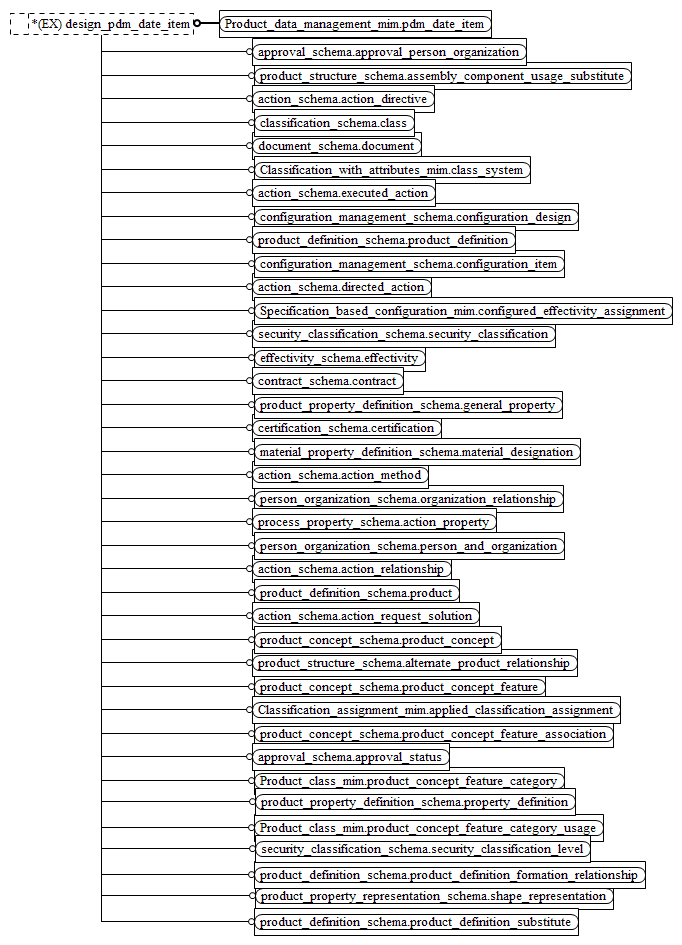 *(EX) design_pdm_date_item Product_data_management_mim.pdm_date_item
approval_schema.approval_person_organization
product_structure_schema.assembly_component_usage_substitute
action_schema.action_directive
classification_schema.class
document_schema.document
Classification_with_attributes_mim.class_system
action_schema.executed_action
configuration_management_schema.configuration_design
product_definition_schema.product_definition
configuration_management_schema.configuration_item
action_schema.directed_action
Specification_based_configuration_mim.configured_effectivity_assignment
security_classification_schema.security_classification
effectivity_schema.effectivity
contract_schema.contract
product_property_definition_schema.general_property
certification_schema.certification
material_property_definition_schema.material_designation
action_schema.action_method
person_organization_schema.organization_relationship
process_property_schema.action_property
person_organization_schema.person_and_organization
action_schema.action_relationship
product_definition_schema.product
action_schema.action_request_solution
product_concept_schema.product_concept
product_structure_schema.alternate_product_relationship
product_concept_schema.product_concept_feature
Classification_assignment_mim.applied_classification_assignment
product_concept_schema.product_concept_feature_association
approval_schema.approval_status
Product_class_mim.product_concept_feature_category
product_property_definition_schema.property_definition
Product_class_mim.product_concept_feature_category_usage
security_classification_schema.security_classification_level
product_definition_schema.product_definition_formation_relationship
product_property_representation_schema.shape_representation
product_definition_schema.product_definition_substitute